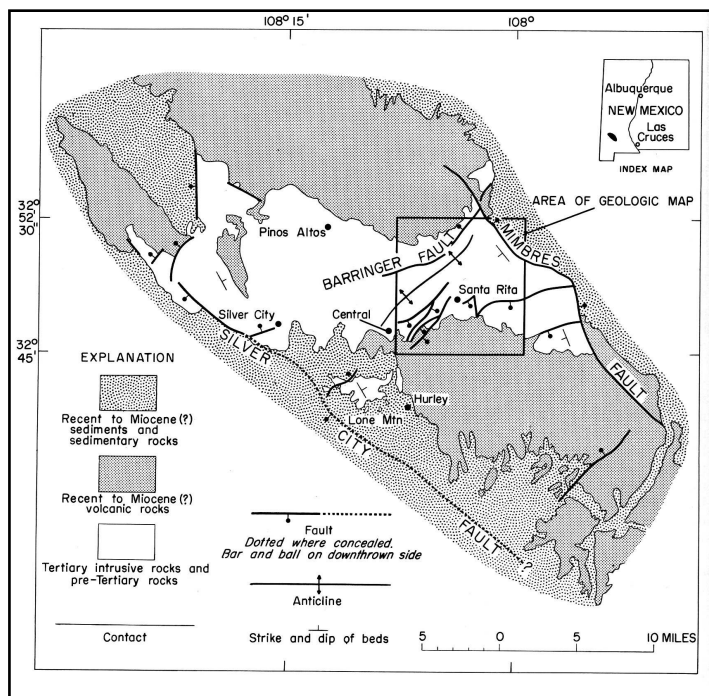 108° 15'
108°
Albuquerque
NEW MEXICO
Las
Cruces
INDEX MAP
AREA OF GEOLOGIC MAP
32°
30'
Pinos Altos
BARRINGER FAULT
MIMBRES
FAULT
Santa Rita
Silver City
Central
32°
45'
SILVER
CITY
FAULT
?
Hurley
Lone Mtn.
EXPLANATION
Recent to Miocene(?)
sediments and
sedimentary rocks
Recent to Miocene(?)
volcanic rocks
Tertiary intrusive rocks and
pre-Tertiary rocks
Contact
Fault
Dotted where concealed.
Bar and ball on downthrown side
Anticline
Strike and dip of beds
5 0 5 10 MILES